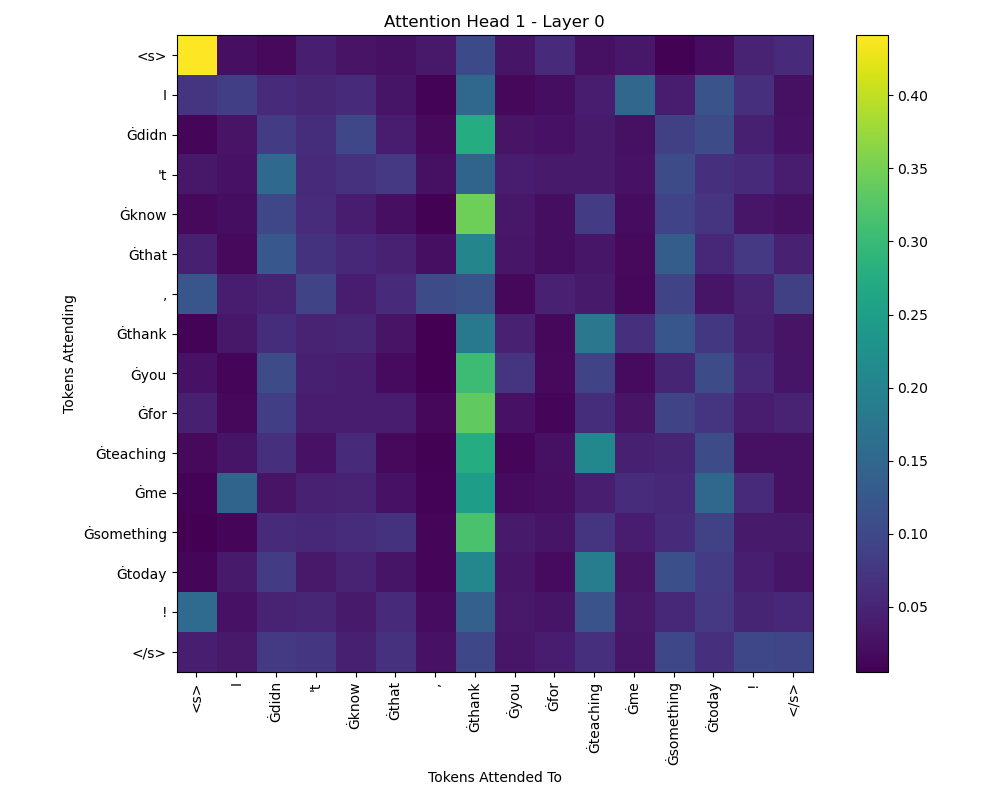 Attention Head 1 - Layer 0
Tokens Attending
<s>
I
Ġdidn
't
Ġknow
Ġthat
,
Ġthank
Ġyou
Ġfor
Ġteaching
Ġme
Ġsomething
Ġtoday
!
</s>
<s>
I
Ġdidn
't
Ġknow
Ġthat
,
Ġthank
Ġyou
Ġfor
Ġteaching
Ġme
Ġsomething
Ġtoday
!
</s>
Tokens Attended To
0.40
0.35
0.30
0.25
0.20
0.15
0.10
0.05